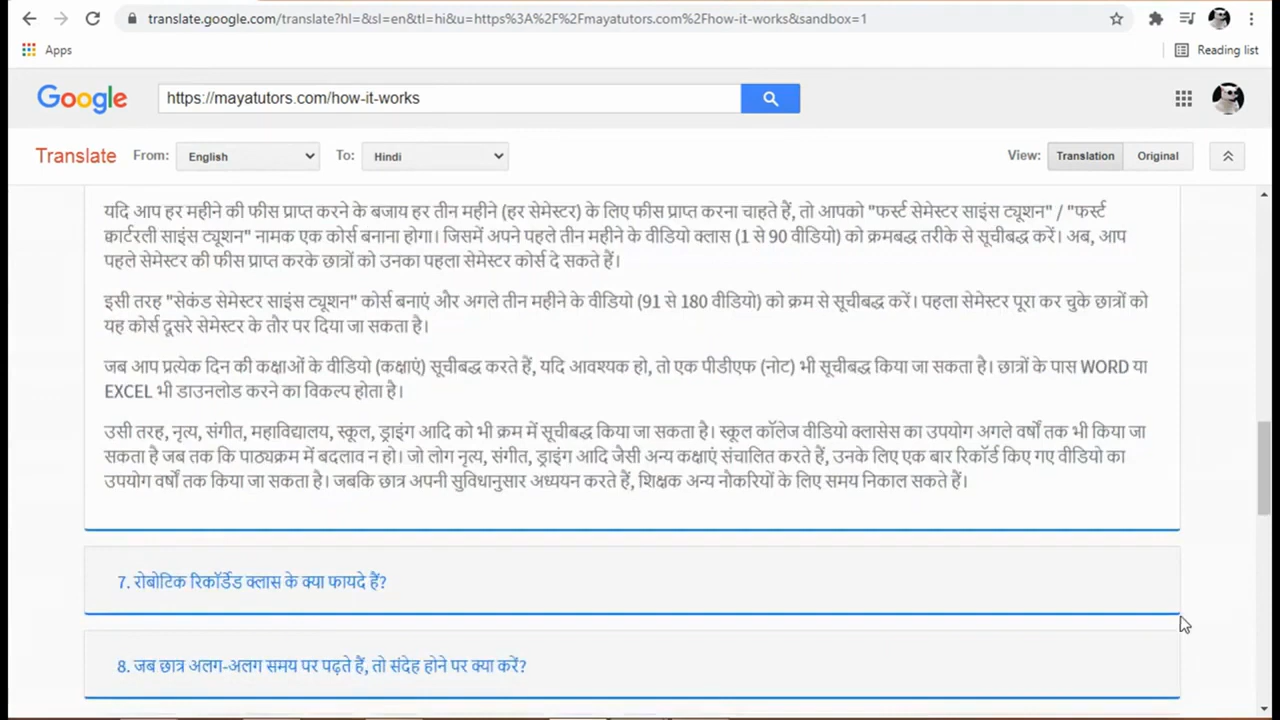 translate.google.com/translate?hl=&sl=en&tl=hi&u=https%3A%2F%2Fmayatutors.com%2Fhow-it-works&sandbox=1
Apps
Reading list
Google
https://mayatutors.com/how-it-works
Translate From: English To: Hindi View: Translation Original
यदि आप हर महीने की फीस प्राप्त करने के बजाय हर तीन महीने (हर सेमेस्टर) के लिए फीस प्राप्त करना चाहते हैं, तो आपको "फर्स्ट सेमेस्टर साइंस ट्यूशन" / "फर्स्ट
क्वार्टरली साइंस ट्यूशन" नामक एक कोर्स बनाना होगा। जिसमें अपने पहले तीन महीने के वीडियो क्लास (1 से 90 वीडियो) को क्रमबद्ध तरीके से सूचीबद्ध करें। अब, आप
पहले सेमेस्टर की फीस प्राप्त करके छात्रों को उनका पहला सेमेस्टर कोर्स दे सकते हैं।
इसी तरह "सेकंड सेमेस्टर साइंस ट्यूशन" कोर्स बनाएं और अगले तीन महीने के वीडियो (91 से 180 वीडियो) को क्रम से सूचीबद्ध करें। पहला सेमेस्टर पूरा कर चुके छात्रों को
यह कोर्स दूसरे सेमेस्टर के तौर पर दिया जा सकता है।
जब आप प्रत्येक दिन की कक्षाओं के वीडियो (कक्षाएं) सूचीबद्ध करते हैं, यदि आवश्यक हो, तो एक पीडीएफ (नोट) भी सूचीबद्ध किया जा सकता है। छात्रों के पास WORD या
EXCEL भी डाउनलोड करने का विकल्प होता है।
उसी तरह, नृत्य, संगीत, महाविद्यालय, स्कूल, ड्राइंग आदि को भी क्रम में सूचीबद्ध किया जा सकता है। स्कूल कॉलेज वीडियो क्लासेस का उपयोग अगले वर्षों तक भी किया जा
सकता है जब तक कि पाठ्यक्रम में बदलाव न हो। जो लोग नृत्य, संगीत, ड्राइंग आदि जैसी अन्य कक्षाएं संचालित करते हैं, उनके लिए एक बार रिकॉर्ड किए गए वीडियो का
उपयोग वर्षों तक किया जा सकता है। जबकि छात्र अपनी सुविधानुसार अध्ययन करते हैं, शिक्षक अन्य नौकरियों के लिए समय निकाल सकते हैं।
7. रोबोटिक रिकॉर्डेड क्लास के क्या फायदे हैं?
8. जब छात्र अलग-अलग समय पर पढ़ते हैं, तो संदेह होने पर क्या करें?